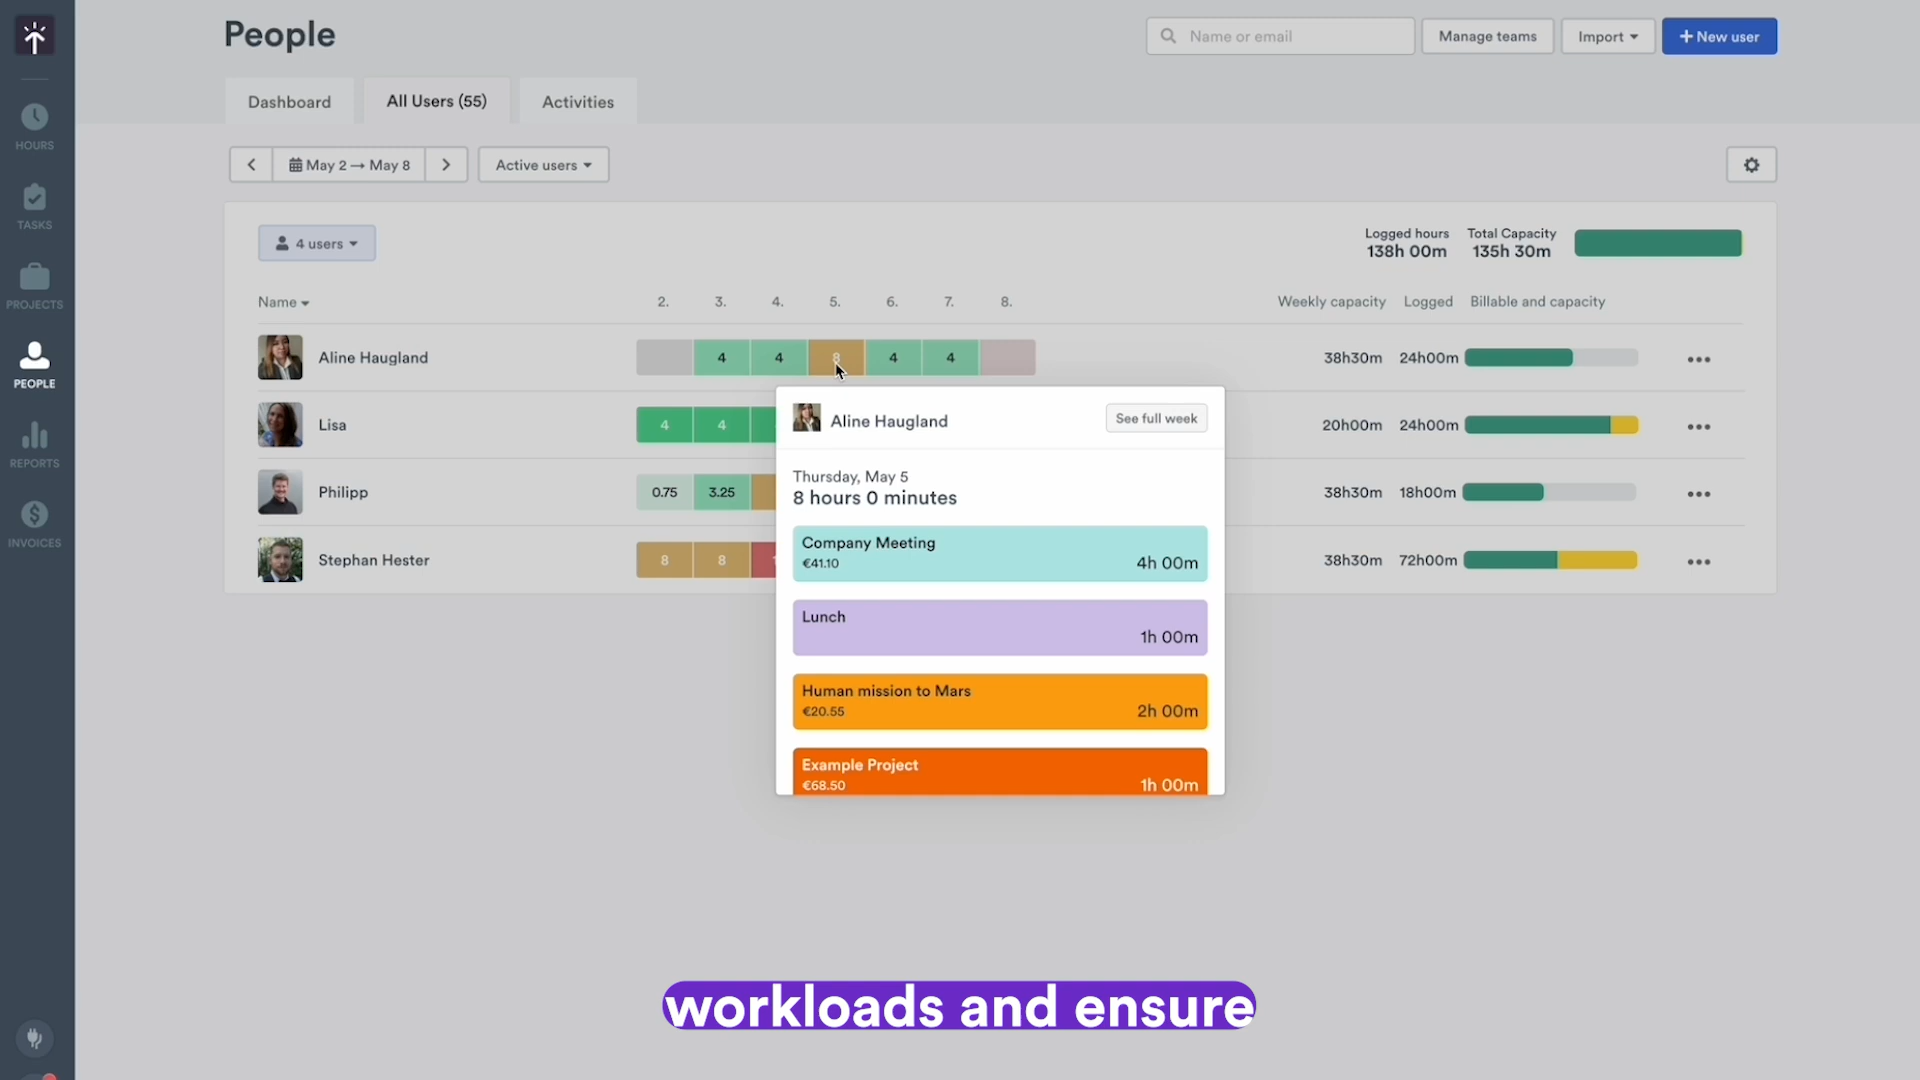 People
Name or email
Manage teams
Import
+ New user
Dashboard
All Users (55)
Activities
May 2 → May 8
Active users
HOURS
TASKS
PROJECTS
PEOPLE
REPORTS
INVOICES
4 users
Logged hours
138h 00m
Total Capacity
135h 30m
Name
2. 3. 4. 5. 6. 7. 8.
Weekly capacity Logged Billable and capacity
Aline Haugland 4 4 8 4 4 38h30m 24h00m
Lisa 4 4 20h00m 24h00m
Philipp 0.75 3.25 38h30m 18h00m
Stephan Hester 8 8 38h30m 72h00m
Aline Haugland
See full week
Thursday, May 5
8 hours 0 minutes
Company Meeting
€41.10 4h 00m
Lunch
1h 00m
Human mission to Mars
€20.55 2h 00m
Example Project
€68.50 1h 00m
workloads and ensure